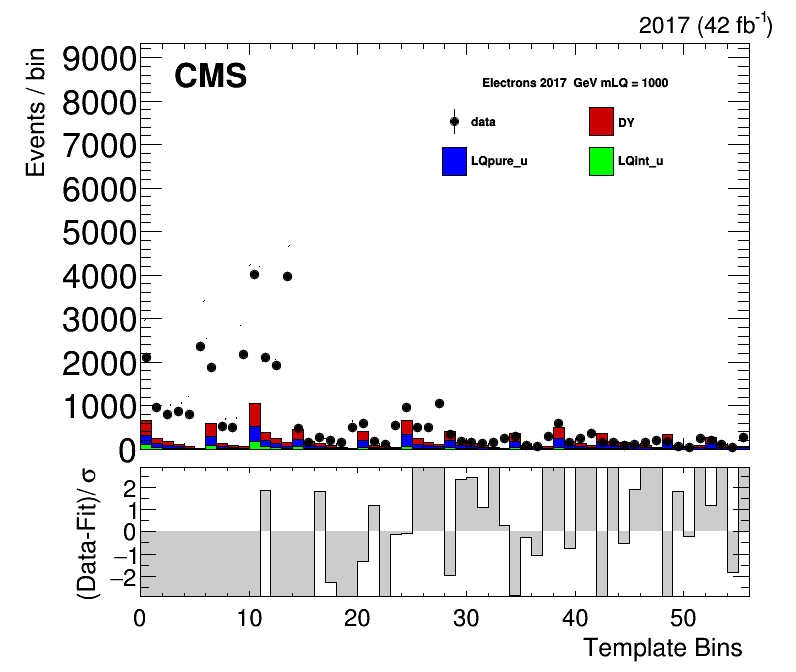 2017 (42 fb-1)
CMS
Electrons 2017 GeV mLQ = 1000
data
DY
LQpure_u
LQint_u
Events / bin
9000
8000
7000
6000
5000
4000
3000
2000
1000
0
(Data-Fit)/ σ
2
1
0
−1
−2
0 10 20 30 40 50
Template Bins